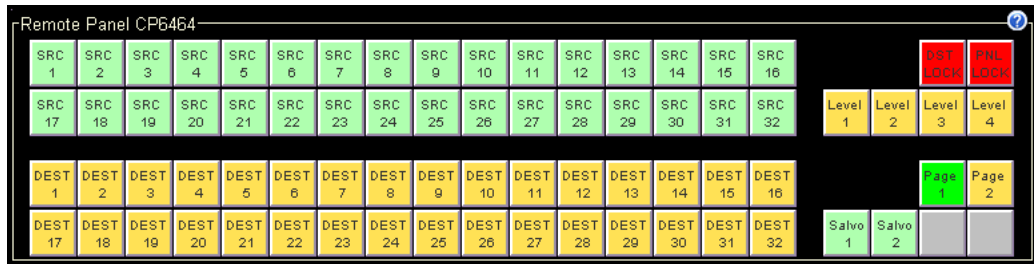 Remote Panel CP6464 ?
SRC SRC SRC SRC SRC SRC SRC SRC SRC SRC SRC SRC SRC SRC SRC SRC DST PNL
1 2 3 4 5 6 7 8 9 10 11 12 13 14 15 16 LOCK LOCK
SRC SRC SRC SRC SRC SRC SRC SRC SRC SRC SRC SRC SRC SRC SRC SRC Level Level Level Level
17 18 19 20 21 22 23 24 25 26 27 28 29 30 31 32 1 2 3 4
DEST DEST DEST DEST DEST DEST DEST DEST DEST DEST DEST DEST DEST DEST DEST DEST Page Page
1 2 3 4 5 6 7 8 9 10 11 12 13 14 15 16 1 2
DEST DEST DEST DEST DEST DEST DEST DEST DEST DEST DEST DEST DEST DEST DEST DEST Salvo Salvo
17 18 19 20 21 22 23 24 25 26 27 28 29 30 31 32 1 2